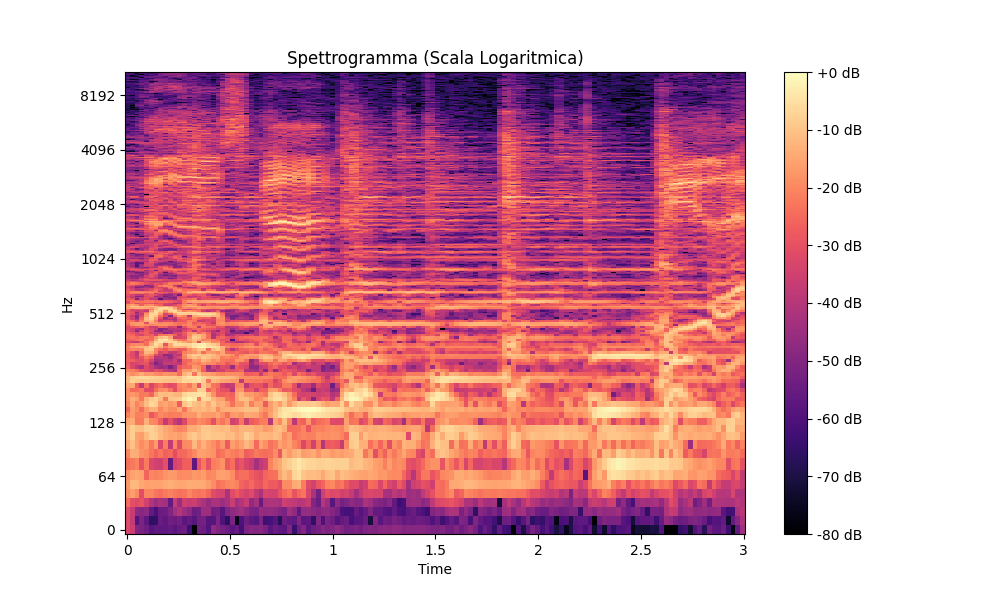 Spettrogramma (Scala Logaritmica)
Hz
8192
4096
2048
1024
512
256
128
64
0
0
0.5
1
1.5
2
2.5
3
Time
+0 dB
-10 dB
-20 dB
-30 dB
-40 dB
-50 dB
-60 dB
-70 dB
-80 dB